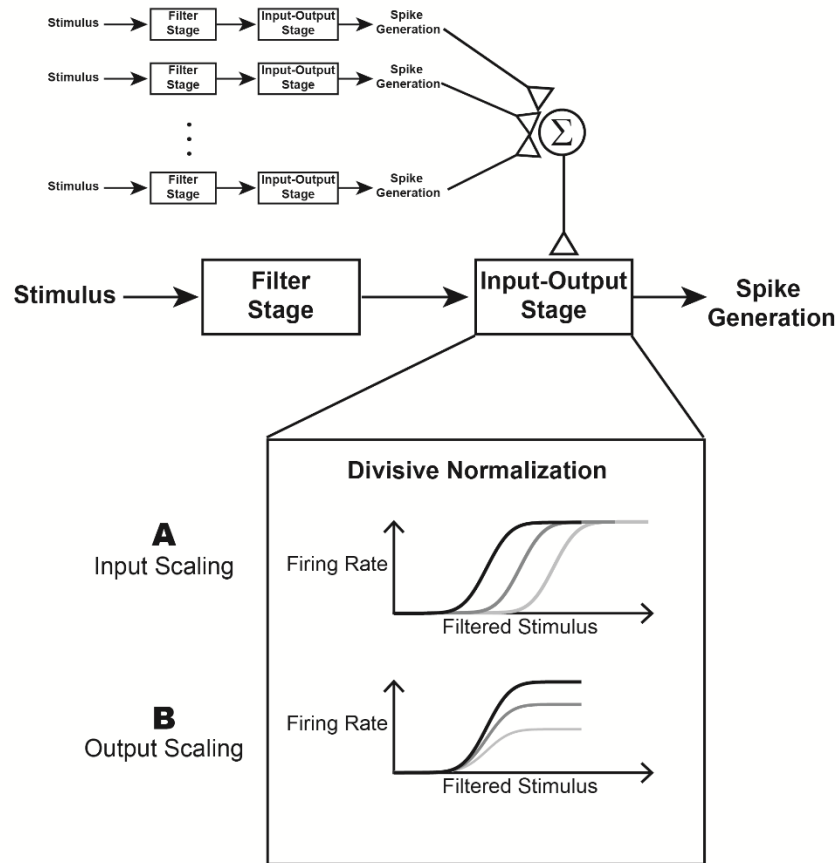 Stimulus
Filter
Stage
Input-Output
Stage
Spike
Generation
Stimulus
Filter
Stage
Input-Output
Stage
Spike
Generation
Stimulus
Filter
Stage
Input-Output
Stage
Spike
Generation
Σ
Stimulus
Filter
Stage
Input-Output
Stage
Spike
Generation
Divisive Normalization
A
Input Scaling
Firing Rate
Filtered Stimulus
B
Output Scaling
Firing Rate
Filtered Stimulus